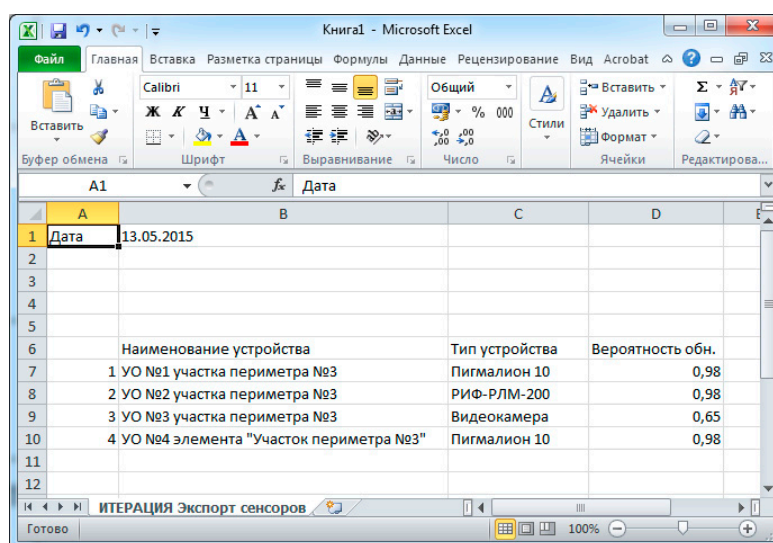 Книга1 - Microsoft Excel
Файл Главная Вставка Разметка страницы Формулы Данные Рецензирование Вид Acrobat
Вставить
Calibri 11
Ж К Ч
Общий
% 000
Стили
Вставить
Удалить
Формат
Буфер обмена Шрифт Выравнивание Число Ячейки Редактирова...
A1 fx Дата
A B C D E
1 Дата 13.05.2015
2
3
4
5
6 Наименование устройства Тип устройства Вероятность обн.
7 1 УО №1 участка периметра №3 Пигмалион 10 0,98
8 2 УО №2 участка периметра №3 РИФ-РЛМ-200 0,98
9 3 УО №3 участка периметра №3 Видеокамера 0,65
10 4 УО №4 элемента "Участок периметра №3" Пигмалион 10 0,98
11
12
ИТЕРАЦИЯ Экспорт сенсоров
Готово 100%